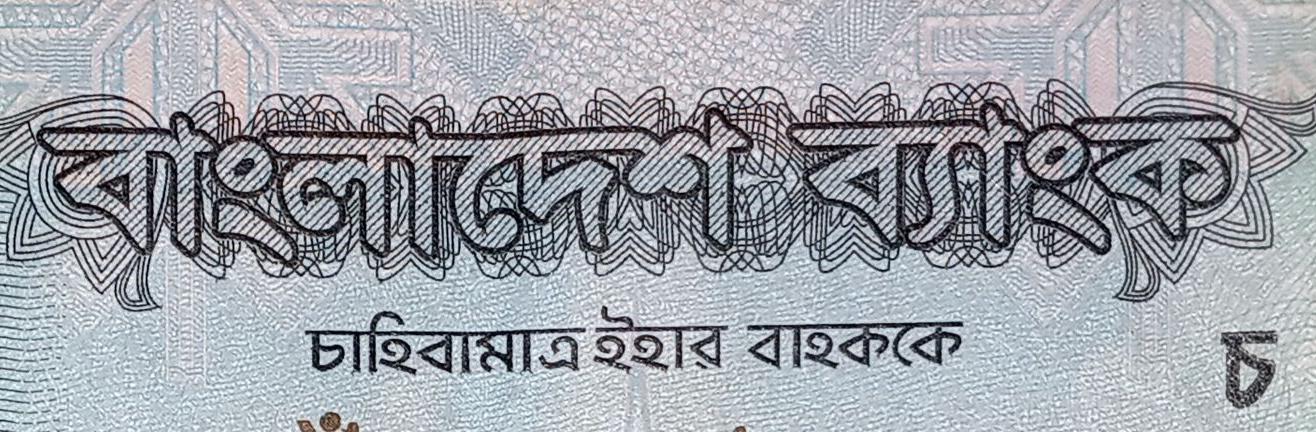 বাংলাদেশ ব্যাংক
চাহিবামাত্র ইহার বাহককে
চ